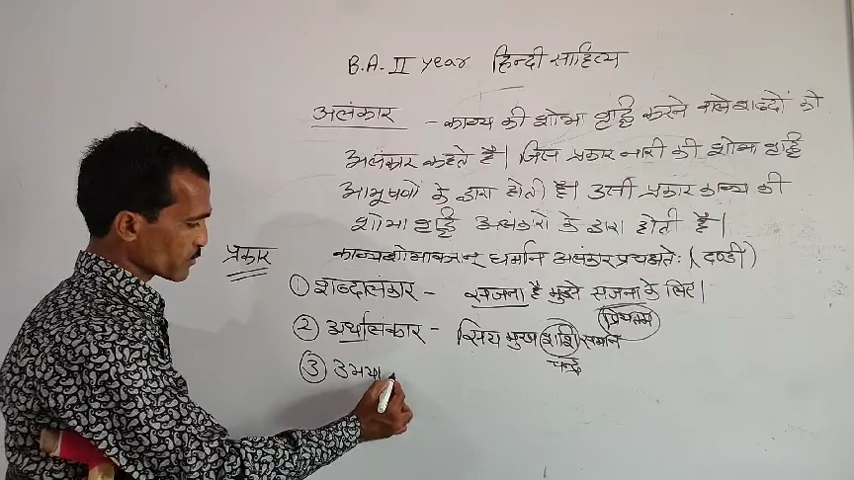 B.A. II year हिन्दी साहित्य
अलंकार - काव्य की शोभा वृद्धि करने वाले शब्दों को
अलंकार कहते है। जिस प्रकार नारी की शोभा वृद्धि
आभूषणों के द्वारा होती है। उसी प्रकार काव्य की
शोभा वृद्धि अलंकारो के द्वारा होती है।
प्रकार काव्यशोभाकरान् धर्मान अलंकार प्रचक्षते: (दण्डी)
① शब्दालंकार - सजना है मुझे सजना के लिए।
प्रियतम
② अर्थालंकार - सिय मुख शशि समान
③ उभया